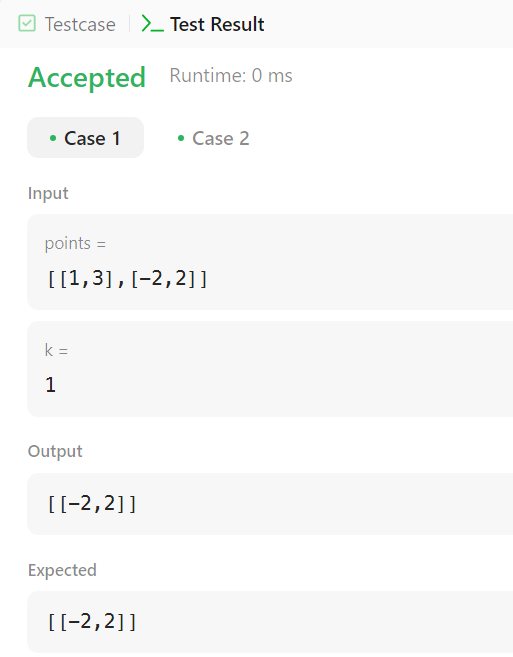 Testcase Test Result
Accepted Runtime: 0 ms
Case 1 Case 2
Input
points =
[[1,3],[-2,2]]
k =
1
Output
[[-2,2]]
Expected
[[-2,2]]